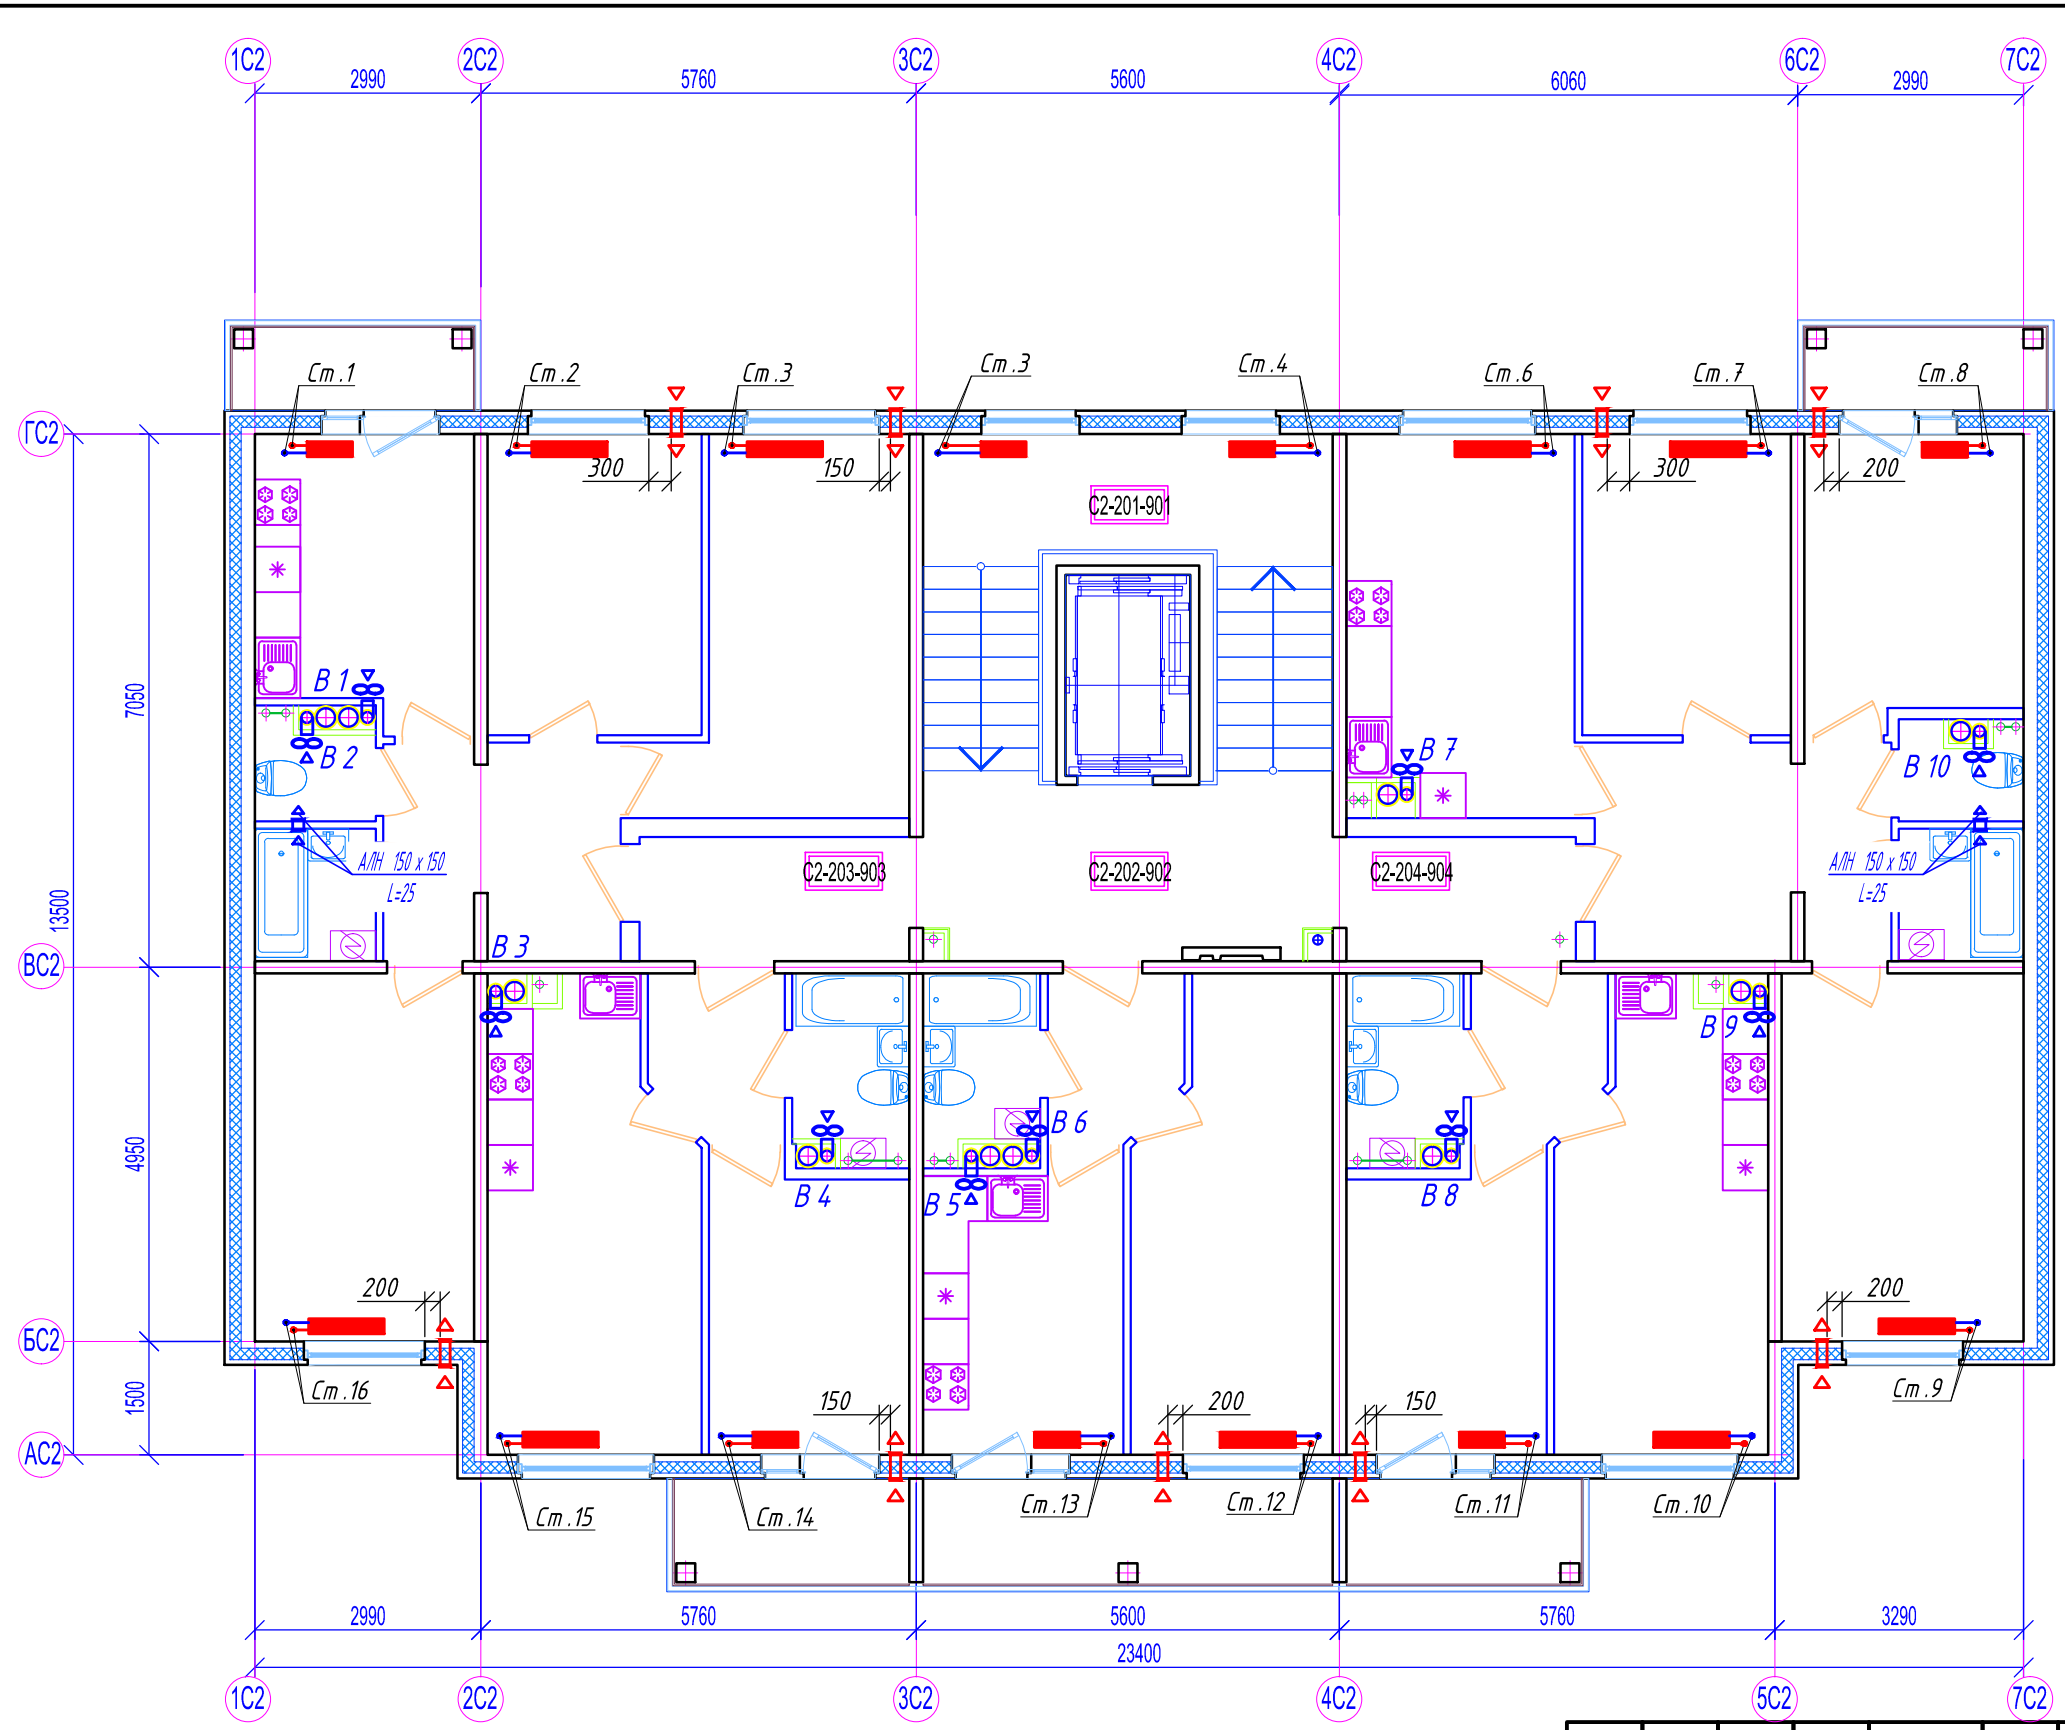 1С2 2С2 3С2 4С2 6С2 7С2
2990 5760 5600 6060 2990
Ст.1 Ст.2 Ст.3 Ст.3 Ст.4 Ст.6 Ст.7 Ст.8
ГС2
300 150 300 200
С2-201-901
В 1
7050
В 2 В 7 В 10
АЛН 150 х 150
L=25
С2-203-903 С2-202-902 С2-204-904
АЛН 150 х 150
L=25
13500
ВС2
В 3
В 9
В 6
4950
В 4 В 5 В 8
200 200
БС2
Ст.16 Ст.9
1500
150 200 150
АС2
Ст.15 Ст.14 Ст.13 Ст.12 Ст.11 Ст.10
2990 5760 5600 5760 3290
23400
1С2 2С2 3С2 4С2 5С2 7С2